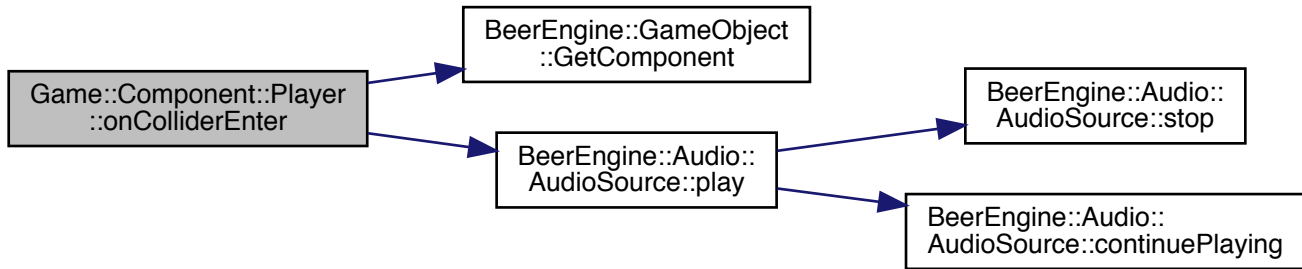 Game::Component::Player
::onColliderEnter
BeerEngine::GameObject
::GetComponent
BeerEngine::Audio::
AudioSource::play
BeerEngine::Audio::
AudioSource::stop
BeerEngine::Audio::
AudioSource::continuePlaying